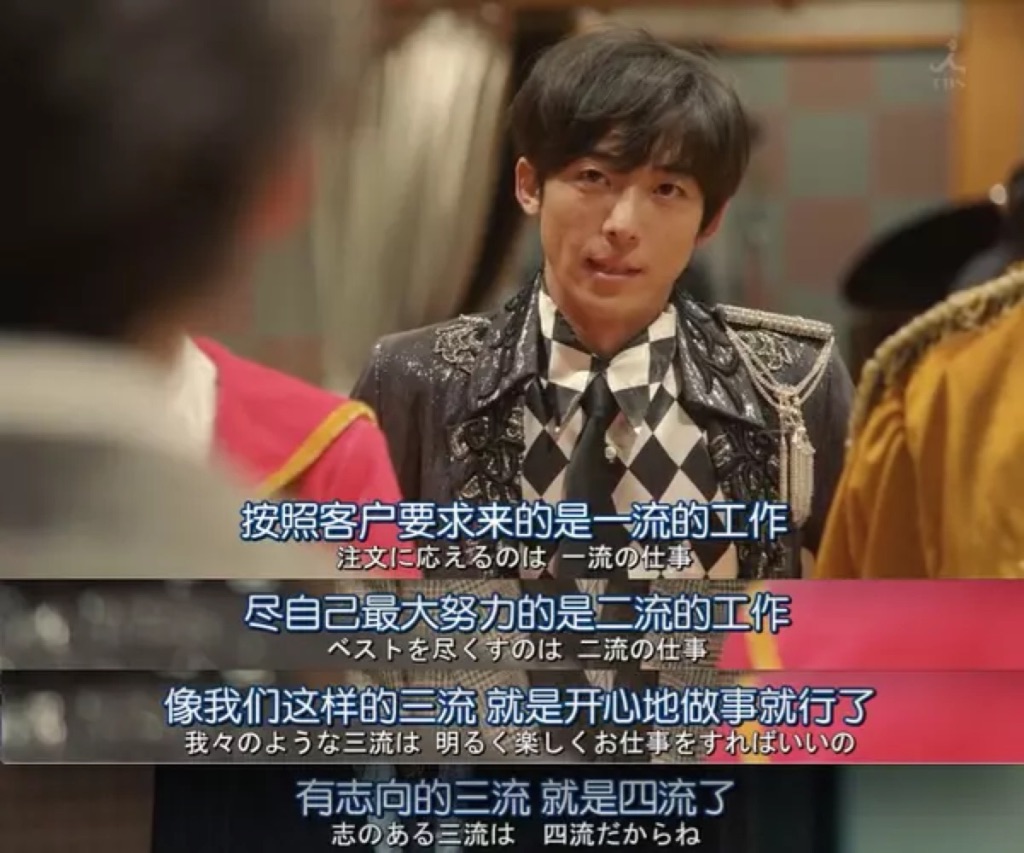 TBS
按照客户要求来的是一流的工作
注文に応えるのは 一流の仕事
尽自己最大努力的是二流的工作
ベストを尽くすのは 二流の仕事
像我们这样的三流 就是开心地做事就行了
我々のような三流は 明るく楽しくお仕事をすればいいの
有志向的三流 就是四流了
志のある三流は 四流だからね